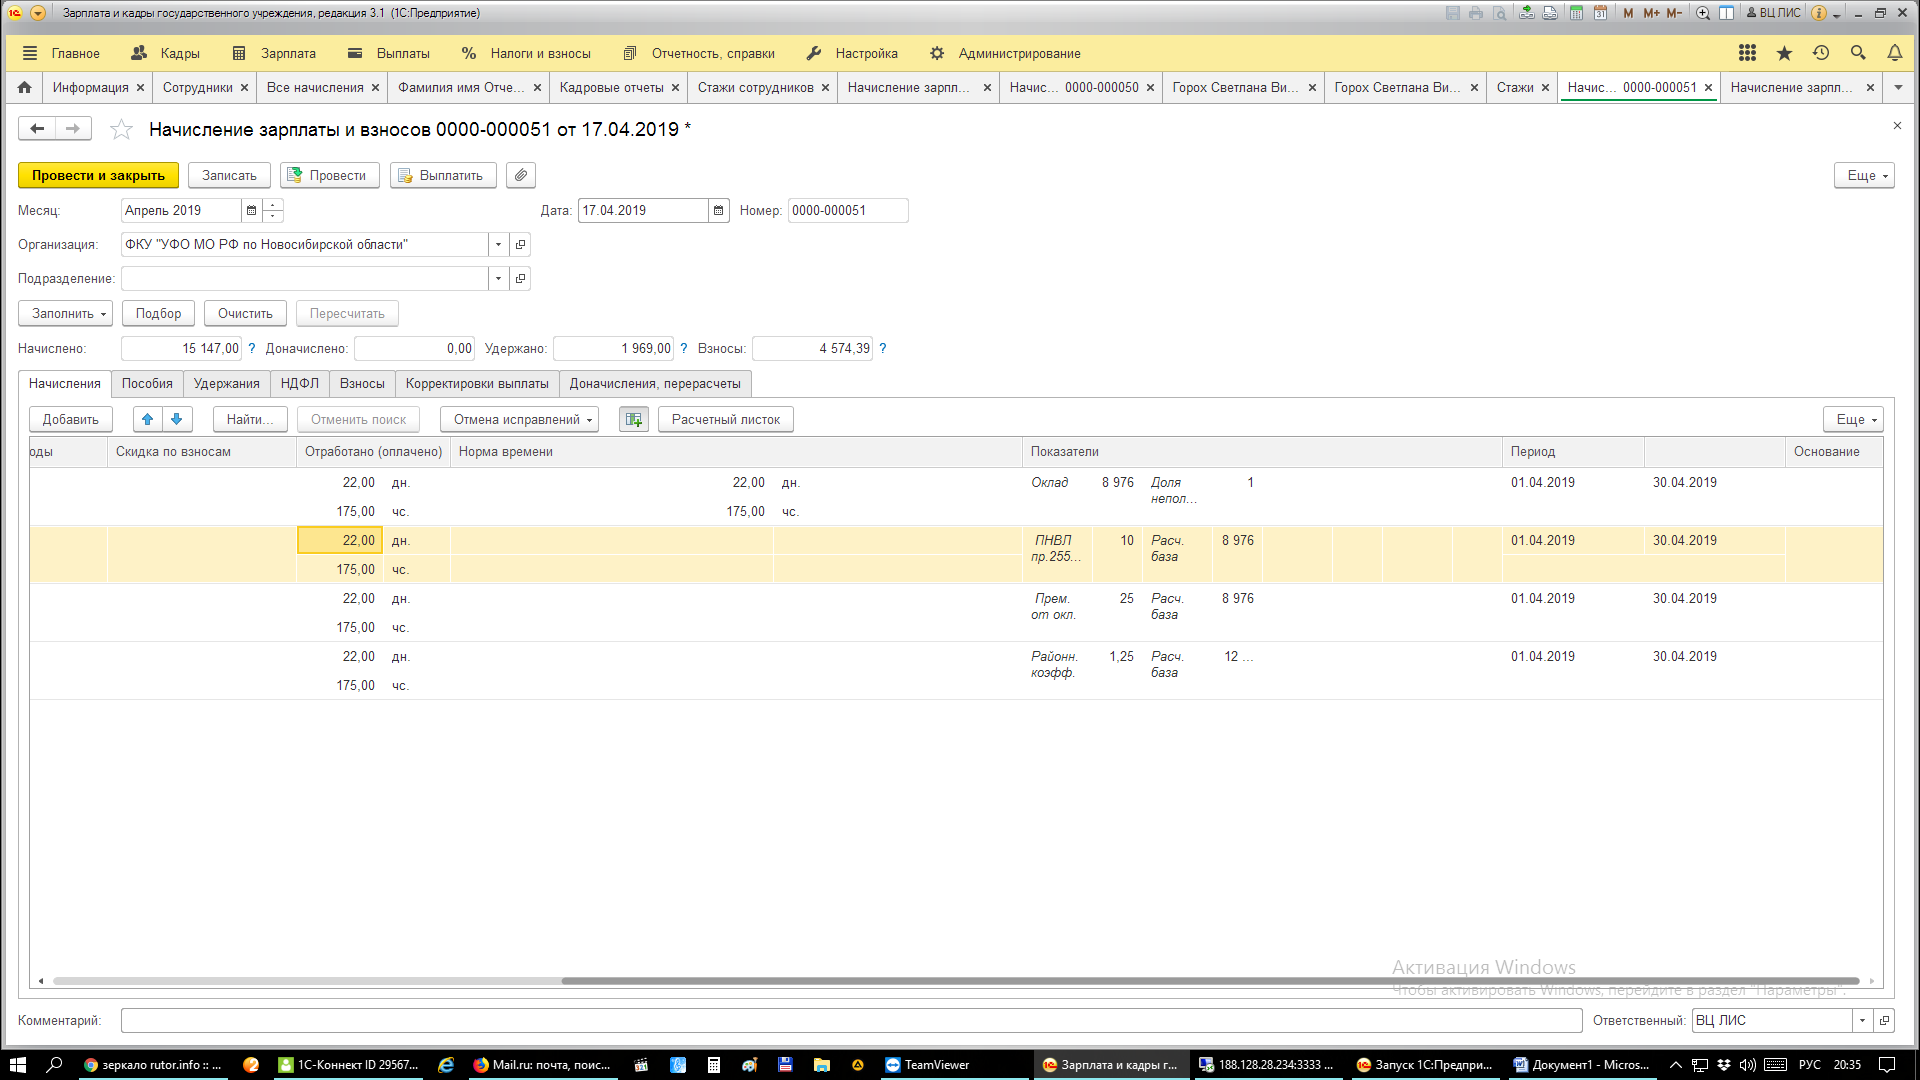 Зарплата и кадры государственного учреждения, редакция 3.1 (1С:Предприятие)
M M+ M- ВЦ ЛИС
Главное Кадры Зарплата Выплаты Налоги и взносы Отчетность, справки Настройка Администрирование
Информация Сотрудники Все начисления Фамилия имя Отче... Кадровые отчеты Стажи сотрудников Начисление зарпл... Начис... 0000-000050 Горох Светлана Ви... Горох Светлана Ви... Стажи Начис... 0000-000051 Начисление зарпл...
Начисление зарплаты и взносов 0000-000051 от 17.04.2019 *
Провести и закрыть Записать Провести Выплатить Еще
Месяц: Апрель 2019 Дата: 17.04.2019 Номер: 0000-000051
Организация: ФКУ "УФО МО РФ по Новосибирской области"
Подразделение:
Заполнить Подбор Очистить Пересчитать
Начислено: 15 147,00 ? Доначислено: 0,00 Удержано: 1 969,00 ? Взносы: 4 574,39 ?
Начисления Пособия Удержания НДФЛ Взносы Корректировки выплаты Доначисления, перерасчеты
Добавить Найти... Отменить поиск Отмена исправлений Расчетный листок Еще
оды Скидка по взносам Отработано (оплачено) Норма времени Показатели Период Основание
22,00 дн. 22,00 дн. Оклад 8 976 Доля 1 01.04.2019 30.04.2019
непол...
175,00 чс. 175,00 чс.
22,00 дн. ПНВЛ 10 Расч. 8 976 01.04.2019 30.04.2019
пр.255... база
175,00 чс.
22,00 дн. Прем. 25 Расч. 8 976 01.04.2019 30.04.2019
от окл. база
175,00 чс.
22,00 дн. Районн. 1,25 Расч. 12 ... 01.04.2019 30.04.2019
коэфф. база
175,00 чс.
Активация Windows
Чтобы активировать Windows, перейдите в раздел "Параметры".
Комментарий: Ответственный: ВЦ ЛИС
зеркало rutor.info :: ... 1С-Коннект ID 29567... Mail.ru: почта, поис... TeamViewer Зарплата и кадры г... 188.128.28.234:3333 ... Запуск 1С:Предпри... Документ1 - Micros... РУС 20:35